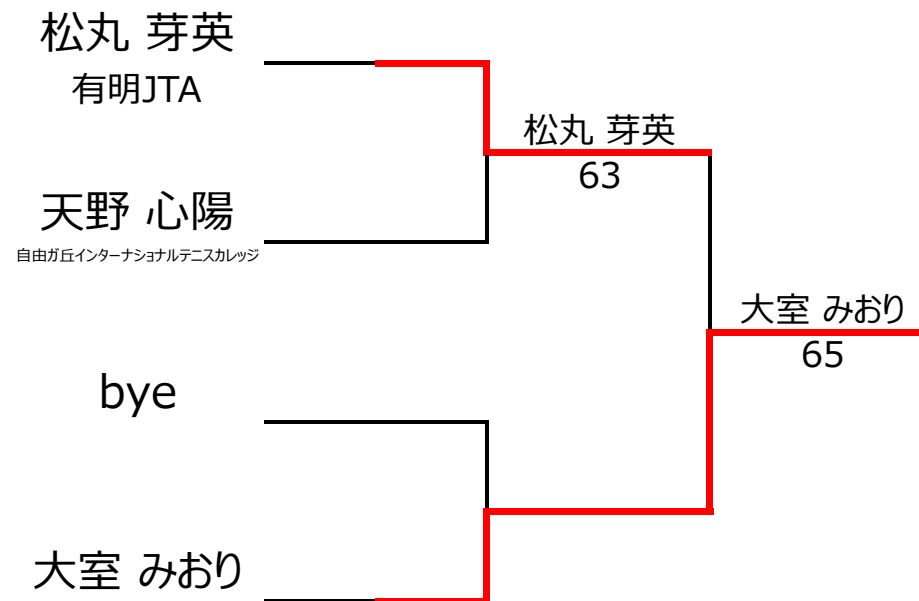 松丸 芽英
有明JTA
松丸 芽英
63
天野 心陽
自由ガ丘インターナショナルテニスカレッジ
大室 みおり
65
bye
大室 みおり